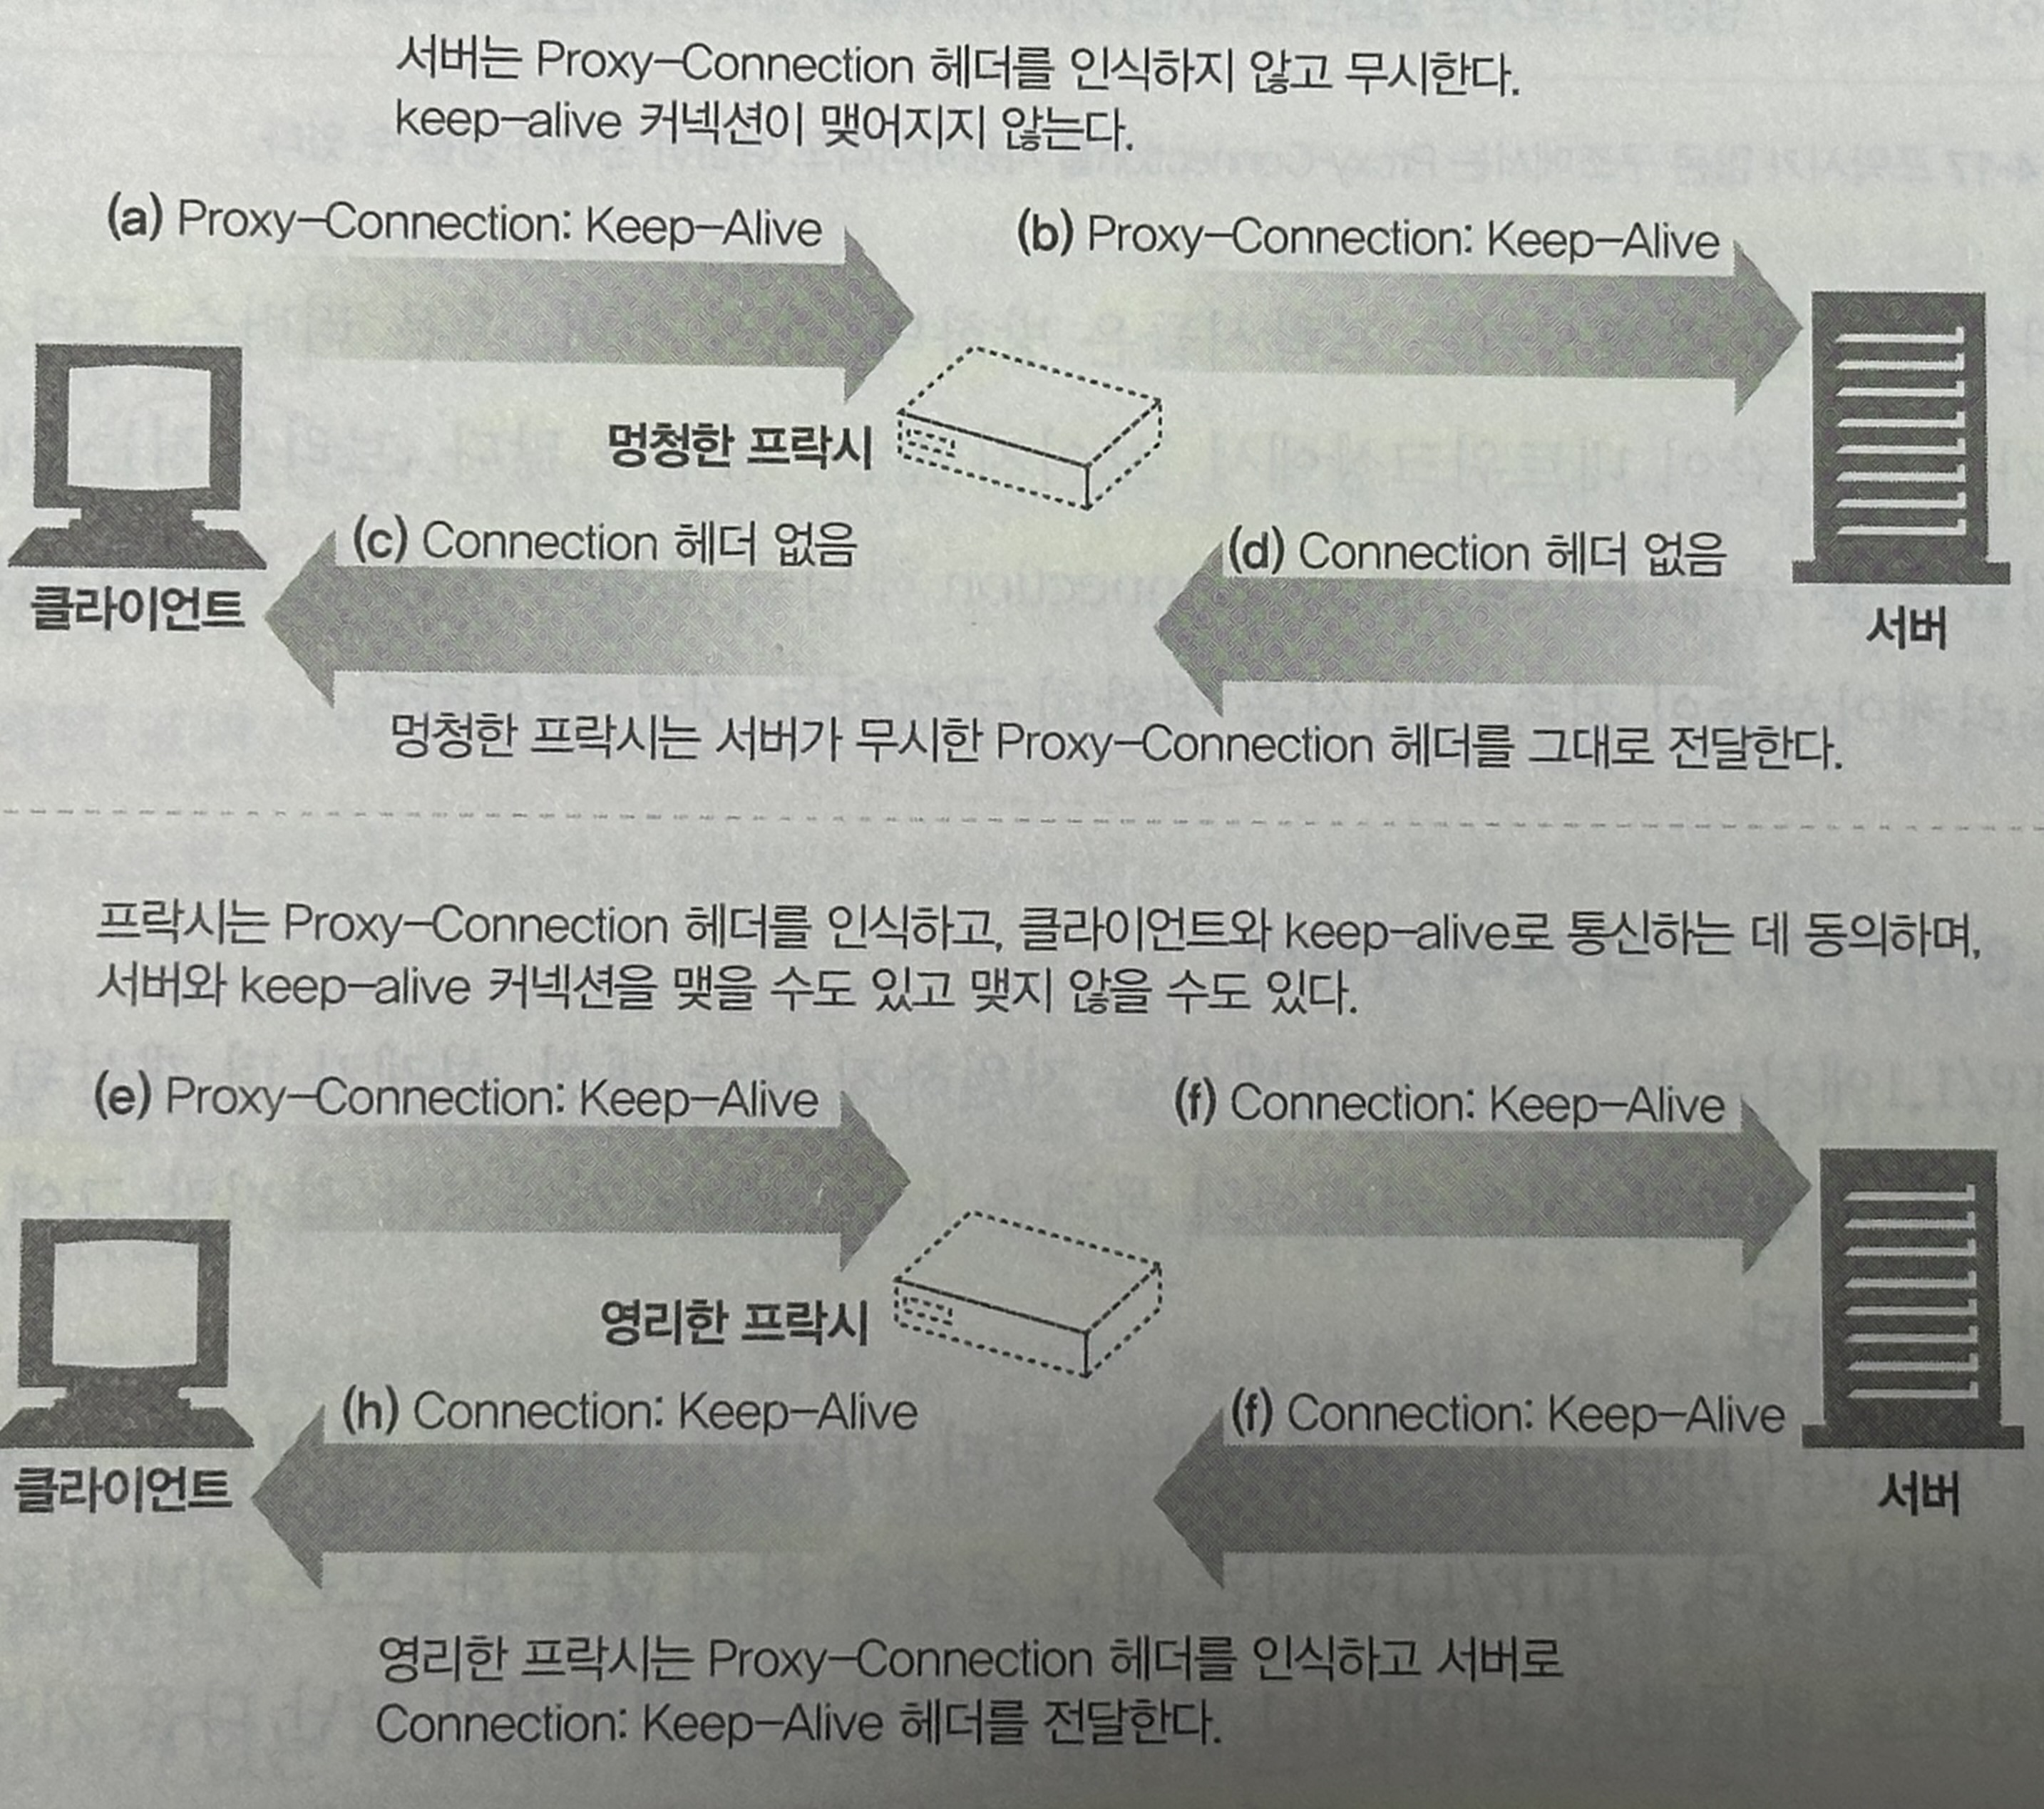 서버는 Proxy-Connection 헤더를 인식하지 않고 무시한다.
keep-alive 커넥션이 맺어지지 않는다.
(a) Proxy-Connection: Keep-Alive
(b) Proxy-Connection: Keep-Alive
멍청한 프락시
(c) Connection 헤더 없음
(d) Connection 헤더 없음
클라이언트
서버
멍청한 프락시는 서버가 무시한 Proxy-Connection 헤더를 그대로 전달한다.
프락시는 Proxy-Connection 헤더를 인식하고, 클라이언트와 keep-alive로 통신하는 데 동의하며,
서버와 keep-alive 커넥션을 맺을 수도 있고 맺지 않을 수도 있다.
(e) Proxy-Connection: Keep-Alive
(f) Connection: Keep-Alive
영리한 프락시
(h) Connection: Keep-Alive
(f) Connection: Keep-Alive
클라이언트
서버
영리한 프락시는 Proxy-Connection 헤더를 인식하고 서버로
Connection: Keep-Alive 헤더를 전달한다.